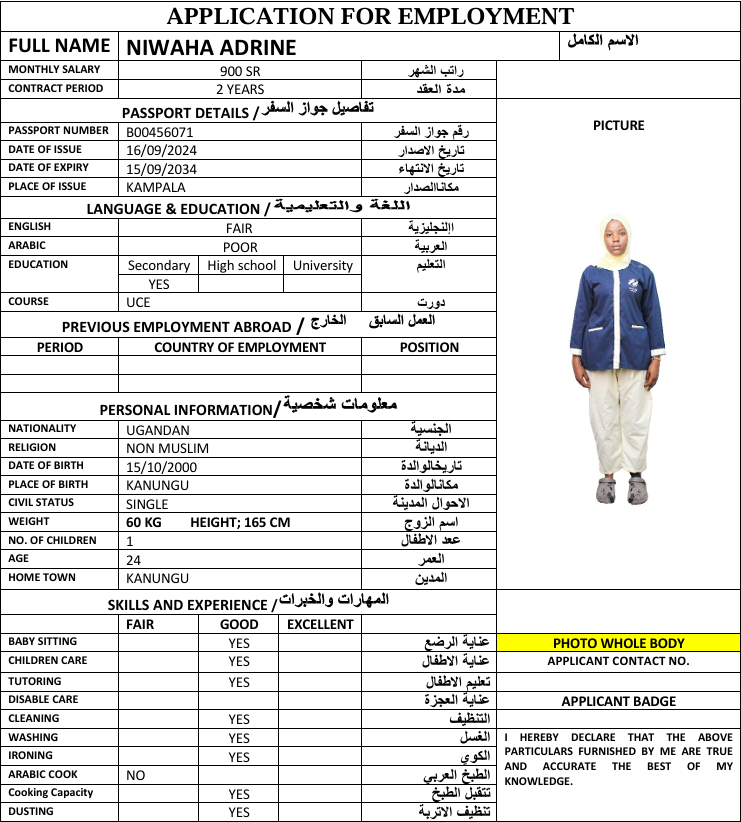 APPLICATION FOR EMPLOYMENT
FULL NAME NIWAHA ADRINE الاسم الكامل
MONTHLY SALARY 900 SR راتب الشهر
CONTRACT PERIOD 2 YEARS مدة العقد
PASSPORT DETAILS / تفاصيل جواز السفر
PICTURE
PASSPORT NUMBER B00456071 رقم جواز السفر
DATE OF ISSUE 16/09/2024 تاريخ الاصدار
DATE OF EXPIRY 15/09/2034 تاريخ الانتهاء
PLACE OF ISSUE KAMPALA مكاناالصدار
LANGUAGE & EDUCATION / اللغة والتعليمية
ENGLISH FAIR اإلنجليزية
ARABIC POOR العربية
EDUCATION Secondary High school University التعليم
YES
COURSE UCE دورت
PREVIOUS EMPLOYMENT ABROAD / العمل السابق الخارج
PERIOD COUNTRY OF EMPLOYMENT POSITION
PERSONAL INFORMATION/ معلومات شخصية
NATIONALITY UGANDAN الجنسية
RELIGION NON MUSLIM الديانة
DATE OF BIRTH 15/10/2000 تاريخالوالدة
PLACE OF BIRTH KANUNGU مكانالوالدة
CIVIL STATUS SINGLE الاحوال المدينة
WEIGHT 60 KG HEIGHT; 165 CM اسم الزوج
NO. OF CHILDREN 1 عدد الاطفال
AGE 24 العمر
HOME TOWN KANUNGU المدين
SKILLS AND EXPERIENCE / المهارات والخبرات
FAIR GOOD EXCELLENT
BABY SITTING YES عناية الرضع
PHOTO WHOLE BODY
CHILDREN CARE YES عناية الاطفال
APPLICANT CONTACT NO.
TUTORING YES تعليم الاطفال
DISABLE CARE عناية العجزة
APPLICANT BADGE
CLEANING YES التنظيف
WASHING YES الغسل
IRONING YES الكوي
ARABIC COOK NO الطبخ العربي
Cooking Capacity YES تتقبل الطبخ
DUSTING YES تنظيف الاتربة
I HEREBY DECLARE THAT THE ABOVE
PARTICULARS FURNISHED BY ME ARE TRUE
AND ACCURATE THE BEST OF MY
KNOWLEDGE.